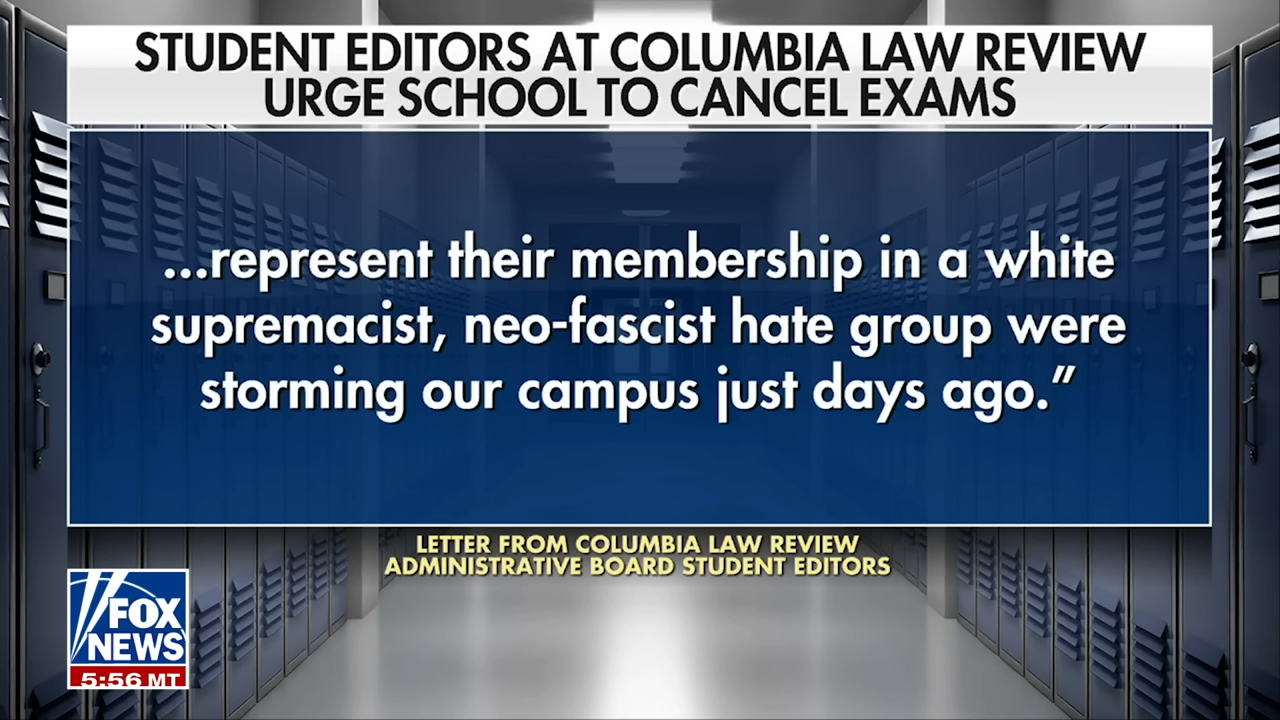 STUDENT EDITORS AT COLUMBIA LAW REVIEW
URGE SCHOOL TO CANCEL EXAMS
...represent their membership in a white
supremacist, neo-fascist hate group were
storming our campus just days ago.”
LETTER FROM COLUMBIA LAW REVIEW
ADMINISTRATIVE BOARD STUDENT EDITORS
FOX
NEWS
5:56 MT